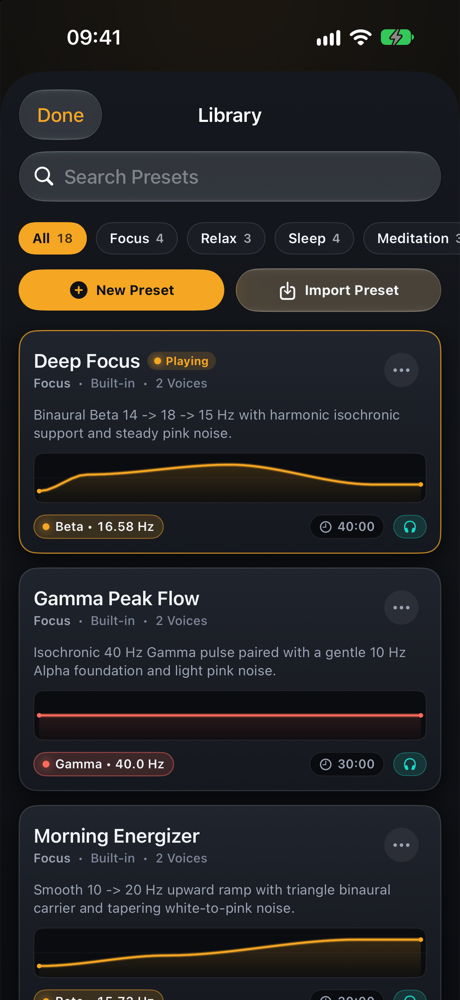 09:41
Done
Library
Search Presets
All 18
Focus 4
Relax 3
Sleep 4
Meditation
New Preset
Import Preset
Deep Focus
Playing
Focus • Built-in • 2 Voices
Binaural Beta 14 -> 18 -> 15 Hz with harmonic isochronic
support and steady pink noise.
Beta • 16.58 Hz
40:00
Gamma Peak Flow
Focus • Built-in • 2 Voices
Isochronic 40 Hz Gamma pulse paired with a gentle 10 Hz
Alpha foundation and light pink noise.
Gamma • 40.0 Hz
30:00
Morning Energizer
Focus • Built-in • 2 Voices
Smooth 10 -> 20 Hz upward ramp with triangle binaural
carrier and tapering white-to-pink noise.